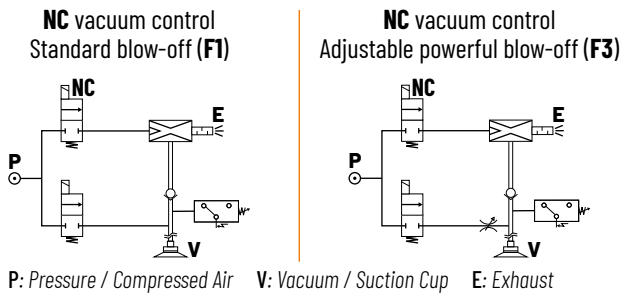 NC vacuum control
Standard blow-off (F1)
NC
E
P
V
NC vacuum control
Adjustable powerful blow-off (F3)
NC
E
P
V
P: Pressure / Compressed Air V: Vacuum / Suction Cup E: Exhaust